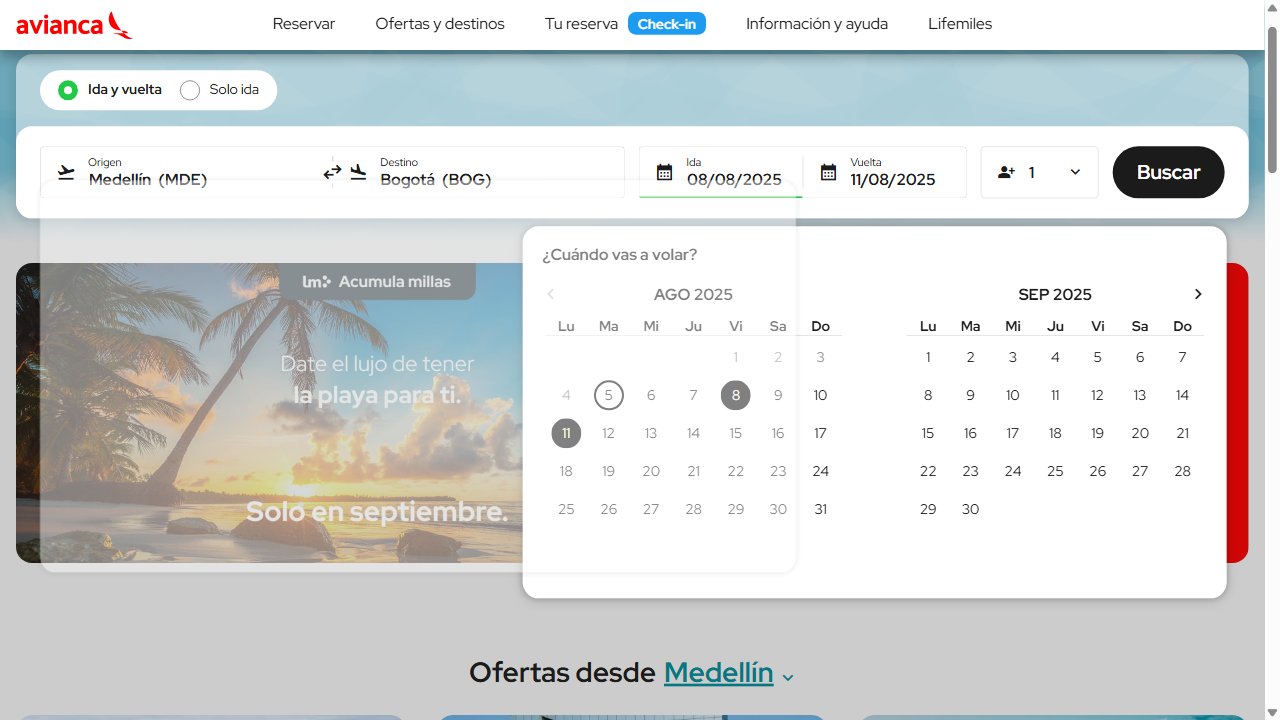 avianca
Reservar
Ofertas y destinos
Tu reserva
Check-in
Información y ayuda
Lifemiles
Ida y vuelta
Solo ida
Origen
Medellín (MDE)
Destino
Bogotá (BOG)
Ida
08/08/2025
Vuelta
11/08/2025
1
Buscar
lm: Acumula millas
Date el lujo de tener
la playa para ti.
Solo en septiembre.
¿Cuándo vas a volar?
AGO 2025
Lu Ma Mi Ju Vi Sa Do
1 2 3
4 5 6 7 8 9 10
11 12 13 14 15 16 17
18 19 20 21 22 23 24
25 26 27 28 29 30 31
SEP 2025
Lu Ma Mi Ju Vi Sa Do
1 2 3 4 5 6 7
8 9 10 11 12 13 14
15 16 17 18 19 20 21
22 23 24 25 26 27 28
29 30
Ofertas desde Medellín